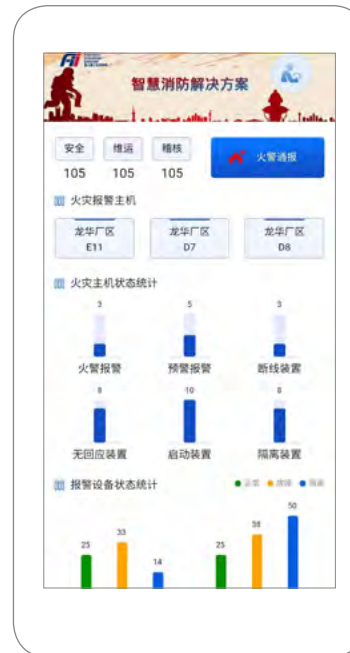 智慧消防解决方案
安全 维运 稽核
105 105 105
火警通报
火灾报警主机
龙华厂区 龙华厂区 龙华厂区
E11 D7 D8
火灾主机状态统计
3 5 3
火警报警 预警报警 断线装置
8 10 8
无回应装置 启动装置 隔离装置
报警设备状态统计
50
38
33
25 25
14